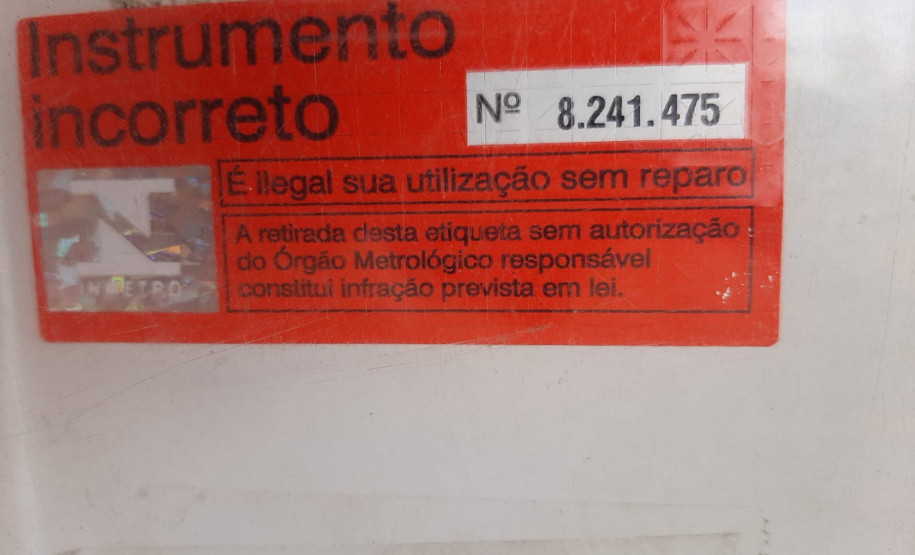 Instrumento
incorreto
Nº 8.241.475
É ilegal sua utilização sem reparo
A retirada desta etiqueta sem autorização
do Órgão Metrológico responsável
constitui infração prevista em lei.
INMETRO